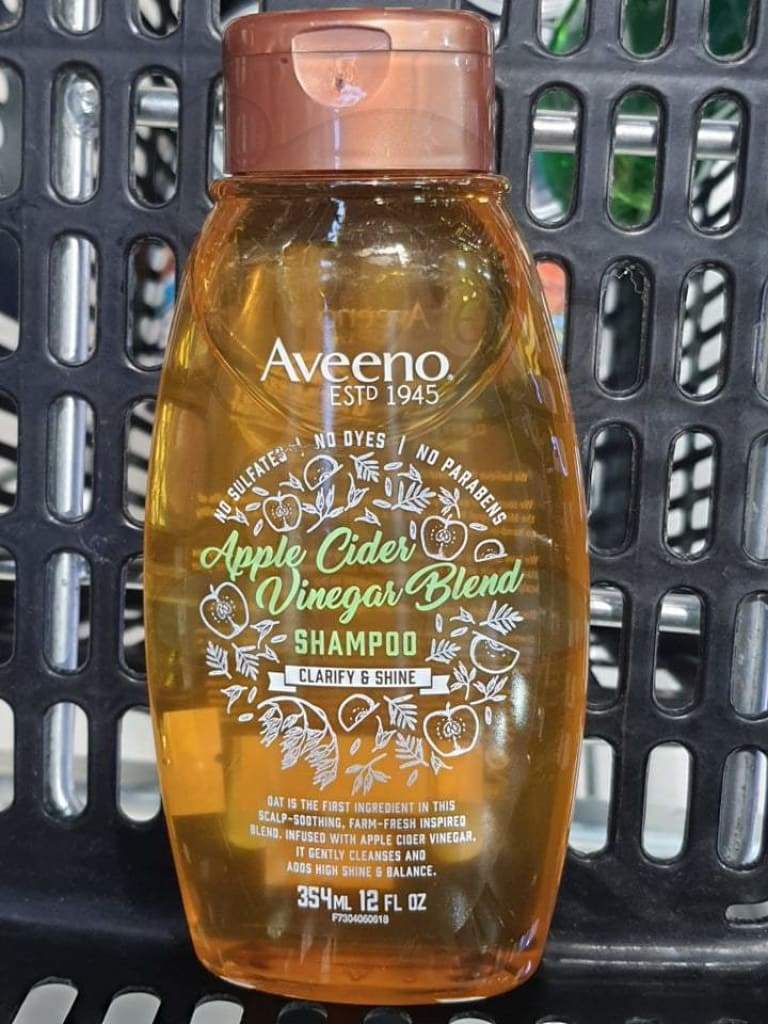 Aveeno®
ESTD 1945
NO SULFATES | NO DYES | NO PARABENS
Apple Cider
Vinegar Blend
SHAMPOO
CLARIFY & SHINE
OAT IS THE FIRST INGREDIENT IN THIS
SCALP-SOOTHING, FARM-FRESH INSPIRED
BLEND. INFUSED WITH APPLE CIDER VINEGAR,
IT GENTLY CLEANSES AND
ADDS HIGH SHINE & BALANCE.
354ML 12 FL OZ
F7304060618